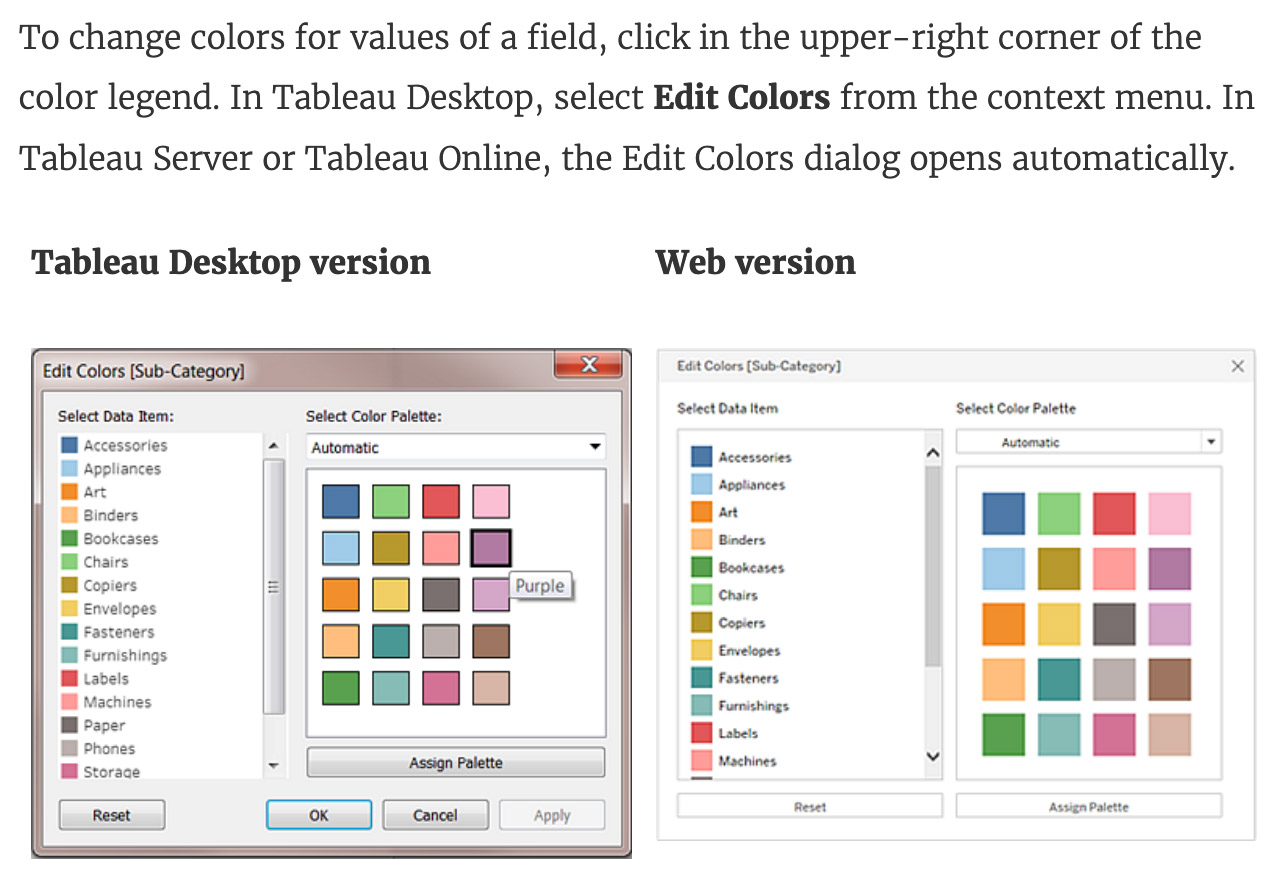 To change colors for values of a field, click in the upper-right corner of the
color legend. In Tableau Desktop, select Edit Colors from the context menu. In
Tableau Server or Tableau Online, the Edit Colors dialog opens automatically.
Tableau Desktop version
Web version
Edit Colors [Sub-Category]
Select Data Item:
Accessories
Appliances
Art
Binders
Bookcases
Chairs
Copiers
Envelopes
Fasteners
Furnishings
Labels
Machines
Paper
Phones
Storage
Select Color Palette:
Automatic
Purple
Assign Palette
Reset
OK
Cancel
Apply
Edit Colors [Sub-Category]
Select Data Item
Accessories
Appliances
Art
Binders
Bookcases
Chairs
Copiers
Envelopes
Fasteners
Furnishings
Labels
Machines
Reset
Select Color Palette
Automatic
Assign Palette